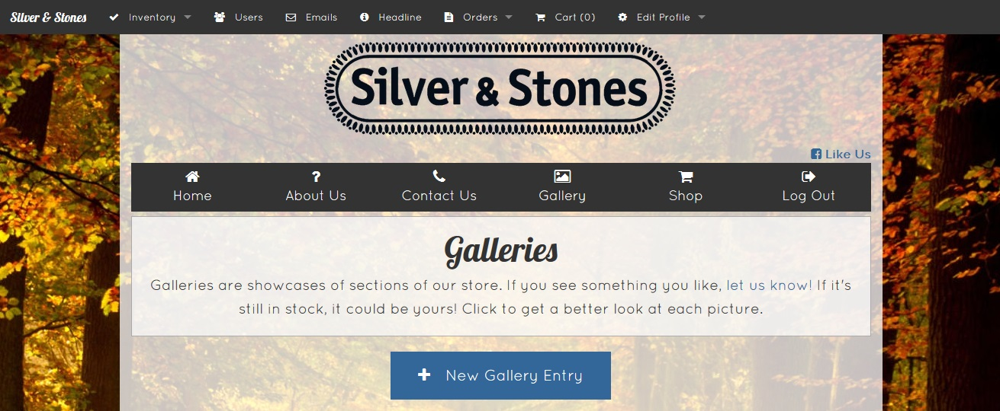 Silver & Stones Inventory Users Emails Headline Orders Cart (0) Edit Profile
Silver & Stones
Like Us
Home About Us Contact Us Gallery Shop Log Out
Galleries
Galleries are showcases of sections of our store. If you see something you like, let us know! If it's
still in stock, it could be yours! Click to get a better look at each picture.
New Gallery Entry